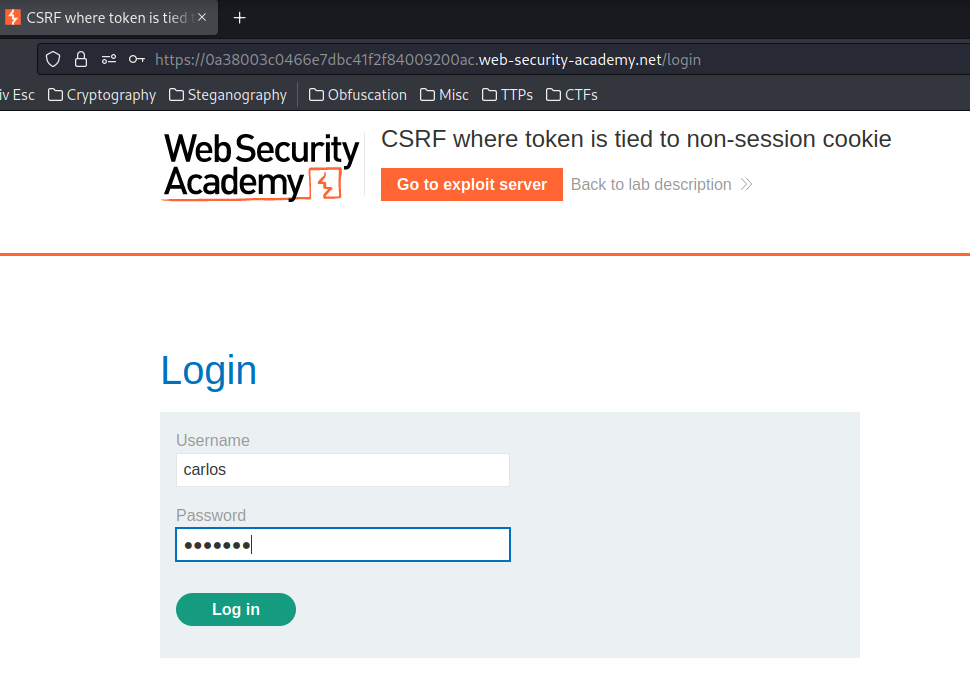 CSRF where token is tied
https://0a38003c0466e7dbc41f2f84009200ac.web-security-academy.net/login
iv Esc Cryptography Steganography Obfuscation Misc TTPs CTFs
WebSecurity
Academy
CSRF where token is tied to non-session cookie
Go to exploit server Back to lab description
Login
Username
carlos
Password
Log in